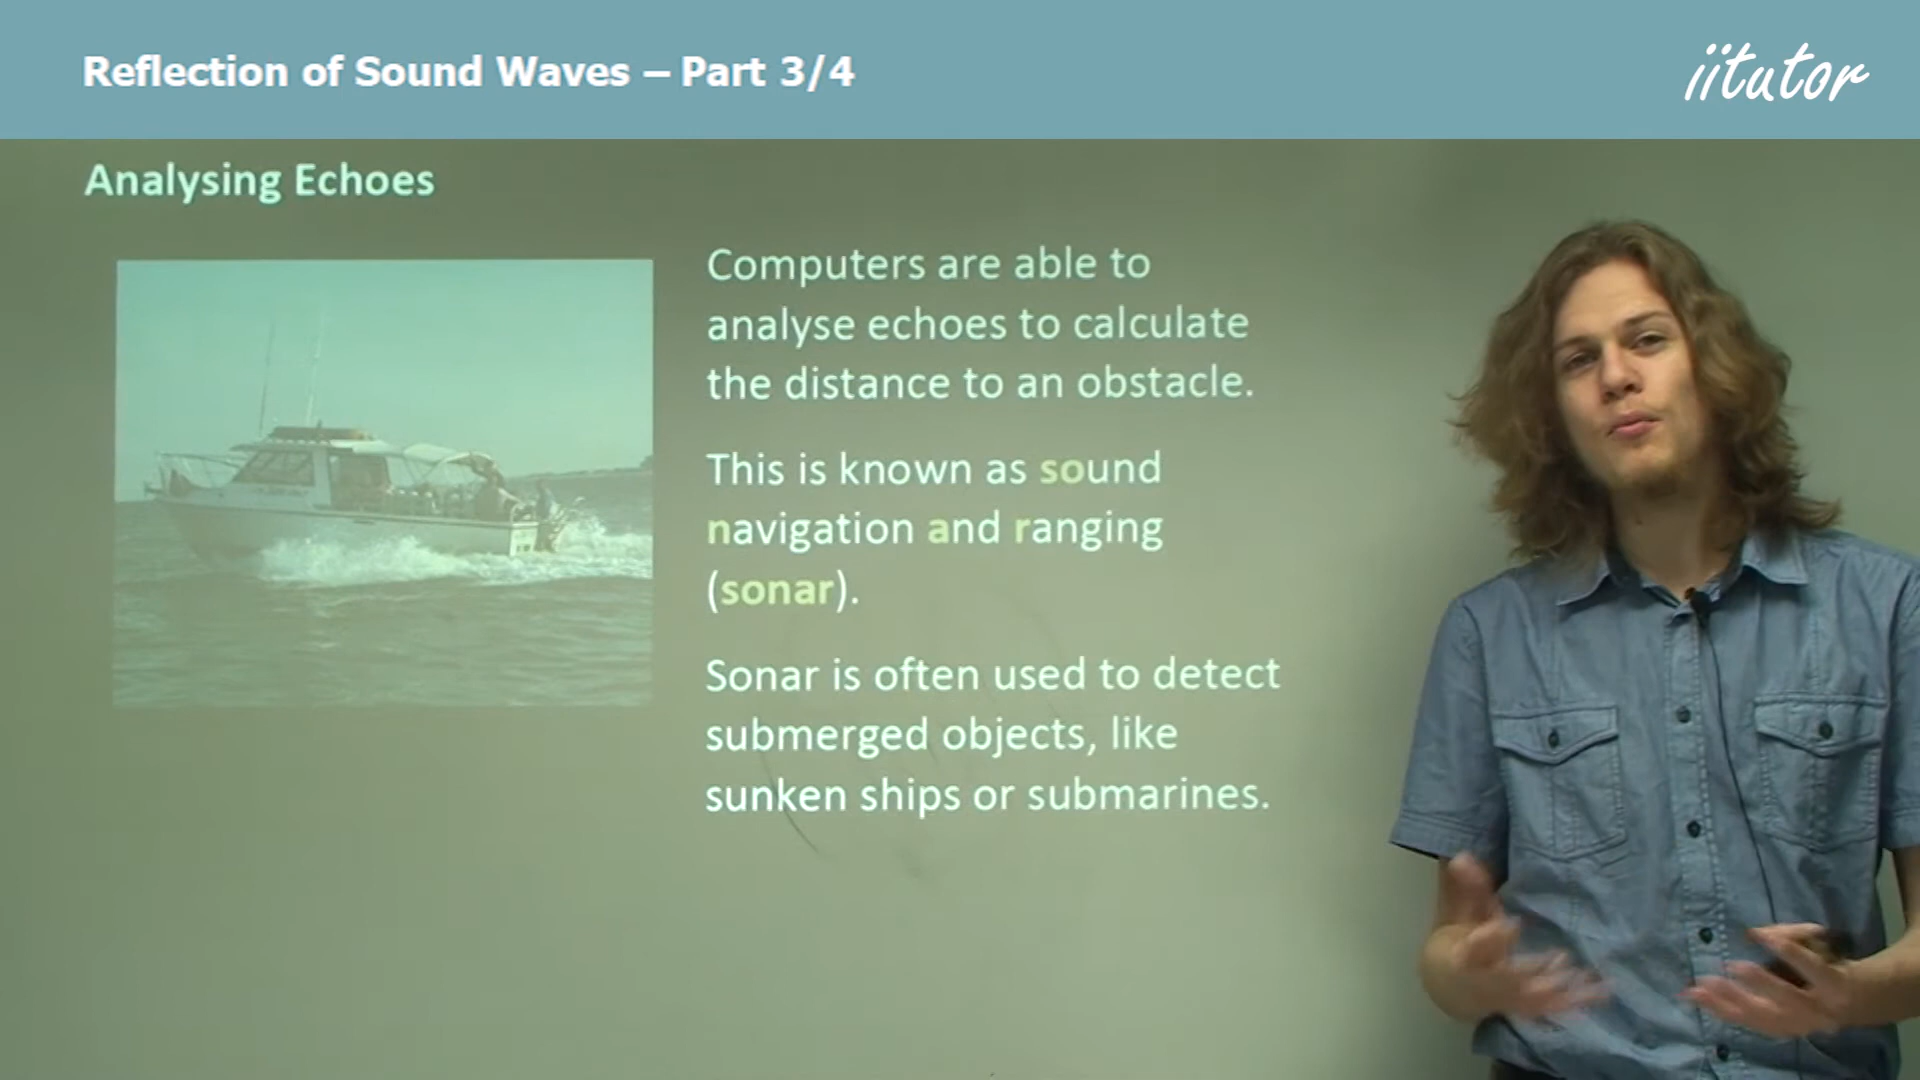 Reflection of Sound Waves – Part 3/4
iitutor
Analysing Echoes
Computers are able to
analyse echoes to calculate
the distance to an obstacle.
This is known as sound
navigation and ranging
(sonar).
Sonar is often used to detect
submerged objects, like
sunken ships or submarines.